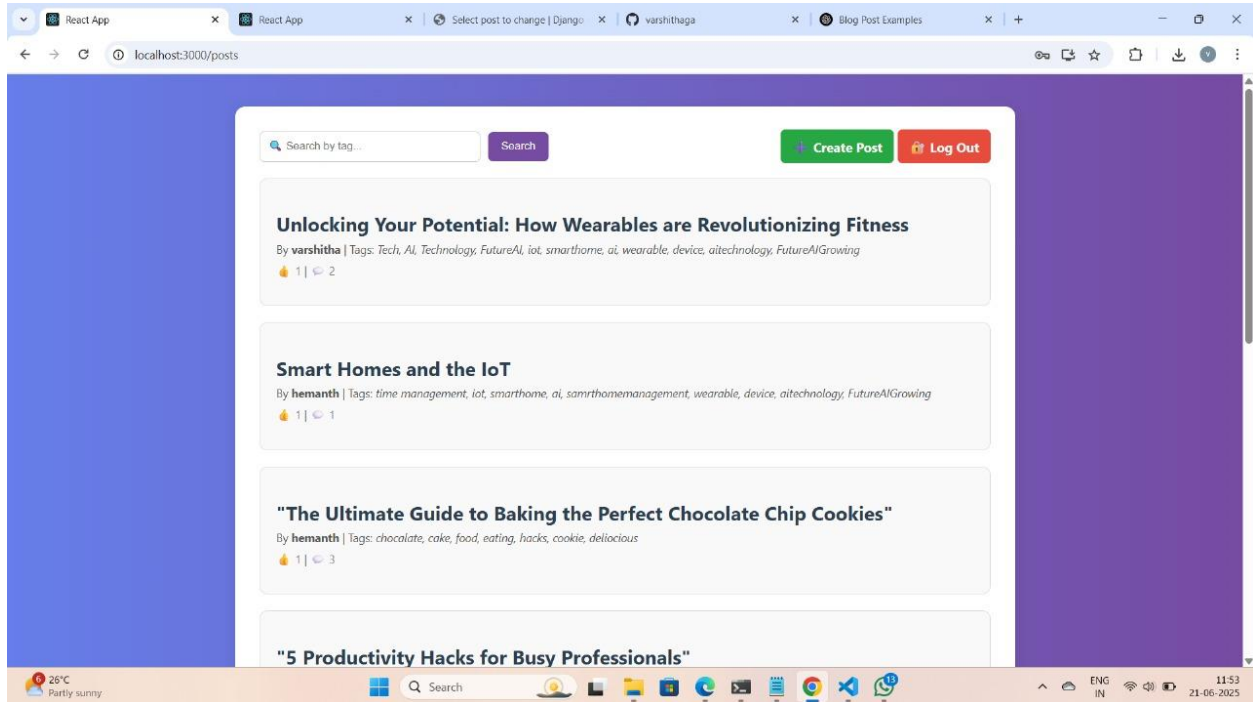 React App
React App
Select post to change | Django
varshithaga
Blog Post Examples
localhost:3000/posts
Search by tag...
Search
Create Post
Log Out
Unlocking Your Potential: How Wearables are Revolutionizing Fitness
By varshitha | Tags: Tech, AI, Technology, FutureAI, iot, smarthome, ai, wearable, device, aitechnology, FutureAIGrowing
1 | 2
Smart Homes and the IoT
By hemanth | Tags: time management, iot, smarthome, ai, samrthomemanagement, wearable, device, aitechnology, FutureAIGrowing
1 | 1
"The Ultimate Guide to Baking the Perfect Chocolate Chip Cookies"
By hemanth | Tags: chocolate, cake, food, eating, hacks, cookie, deliocious
1 | 3
"5 Productivity Hacks for Busy Professionals"
6
26°C
Partly sunny
Search
13
ENG
IN
11:53
21-06-2025